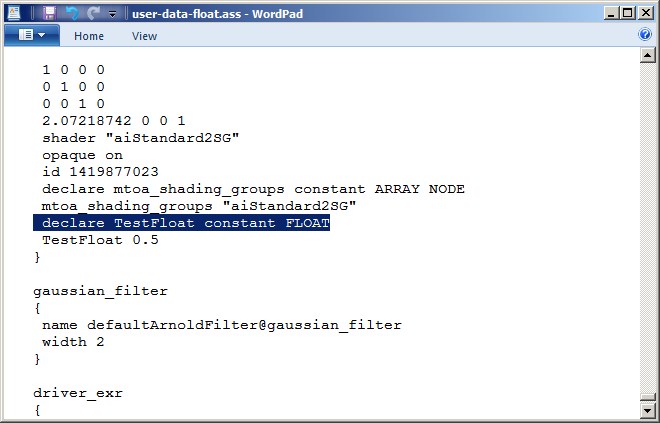 user-data-float.ass - WordPad
Home View
1 0 0 0
0 1 0 0
0 0 1 0
2.07218742 0 0 1
shader "aiStandard2SG"
opaque on
id 1419877023
declare mtoa_shading_groups constant ARRAY NODE
mtoa_shading_groups "aiStandard2SG"
declare TestFloat constant FLOAT
TestFloat 0.5
}
gaussian_filter
{
name defaultArnoldFilter@gaussian_filter
width 2
}
driver_exr
{